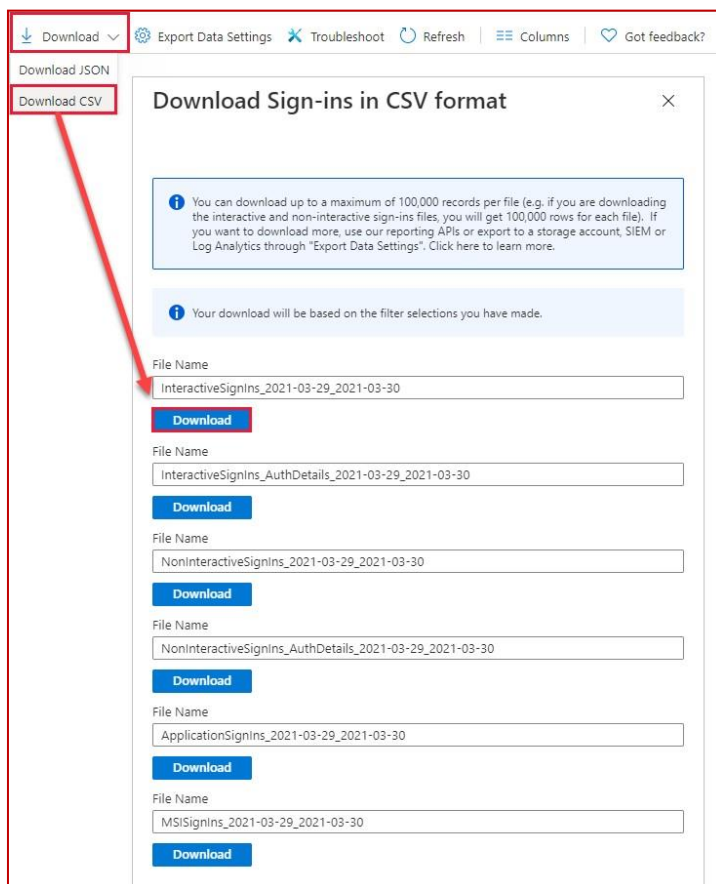 Download Export Data Settings Troubleshoot Refresh Columns Got feedback?
Download JSON
Download CSV
Download Sign-ins in CSV format
You can download up to a maximum of 100,000 records per file (e.g. if you are downloading
the interactive and non-interactive sign-ins files, you will get 100,000 rows for each file). If
you want to download more, use our reporting APIs or export to a storage account, SIEM or
Log Analytics through "Export Data Settings". Click here to learn more.
Your download will be based on the filter selections you have made.
File Name
InteractiveSignIns_2021-03-29_2021-03-30
Download
File Name
InteractiveSignIns_AuthDetails_2021-03-29_2021-03-30
Download
File Name
NonInteractiveSignIns_2021-03-29_2021-03-30
Download
File Name
NonInteractiveSignIns_AuthDetails_2021-03-29_2021-03-30
Download
File Name
ApplicationSignIns_2021-03-29_2021-03-30
Download
File Name
MSISignIns_2021-03-29_2021-03-30
Download